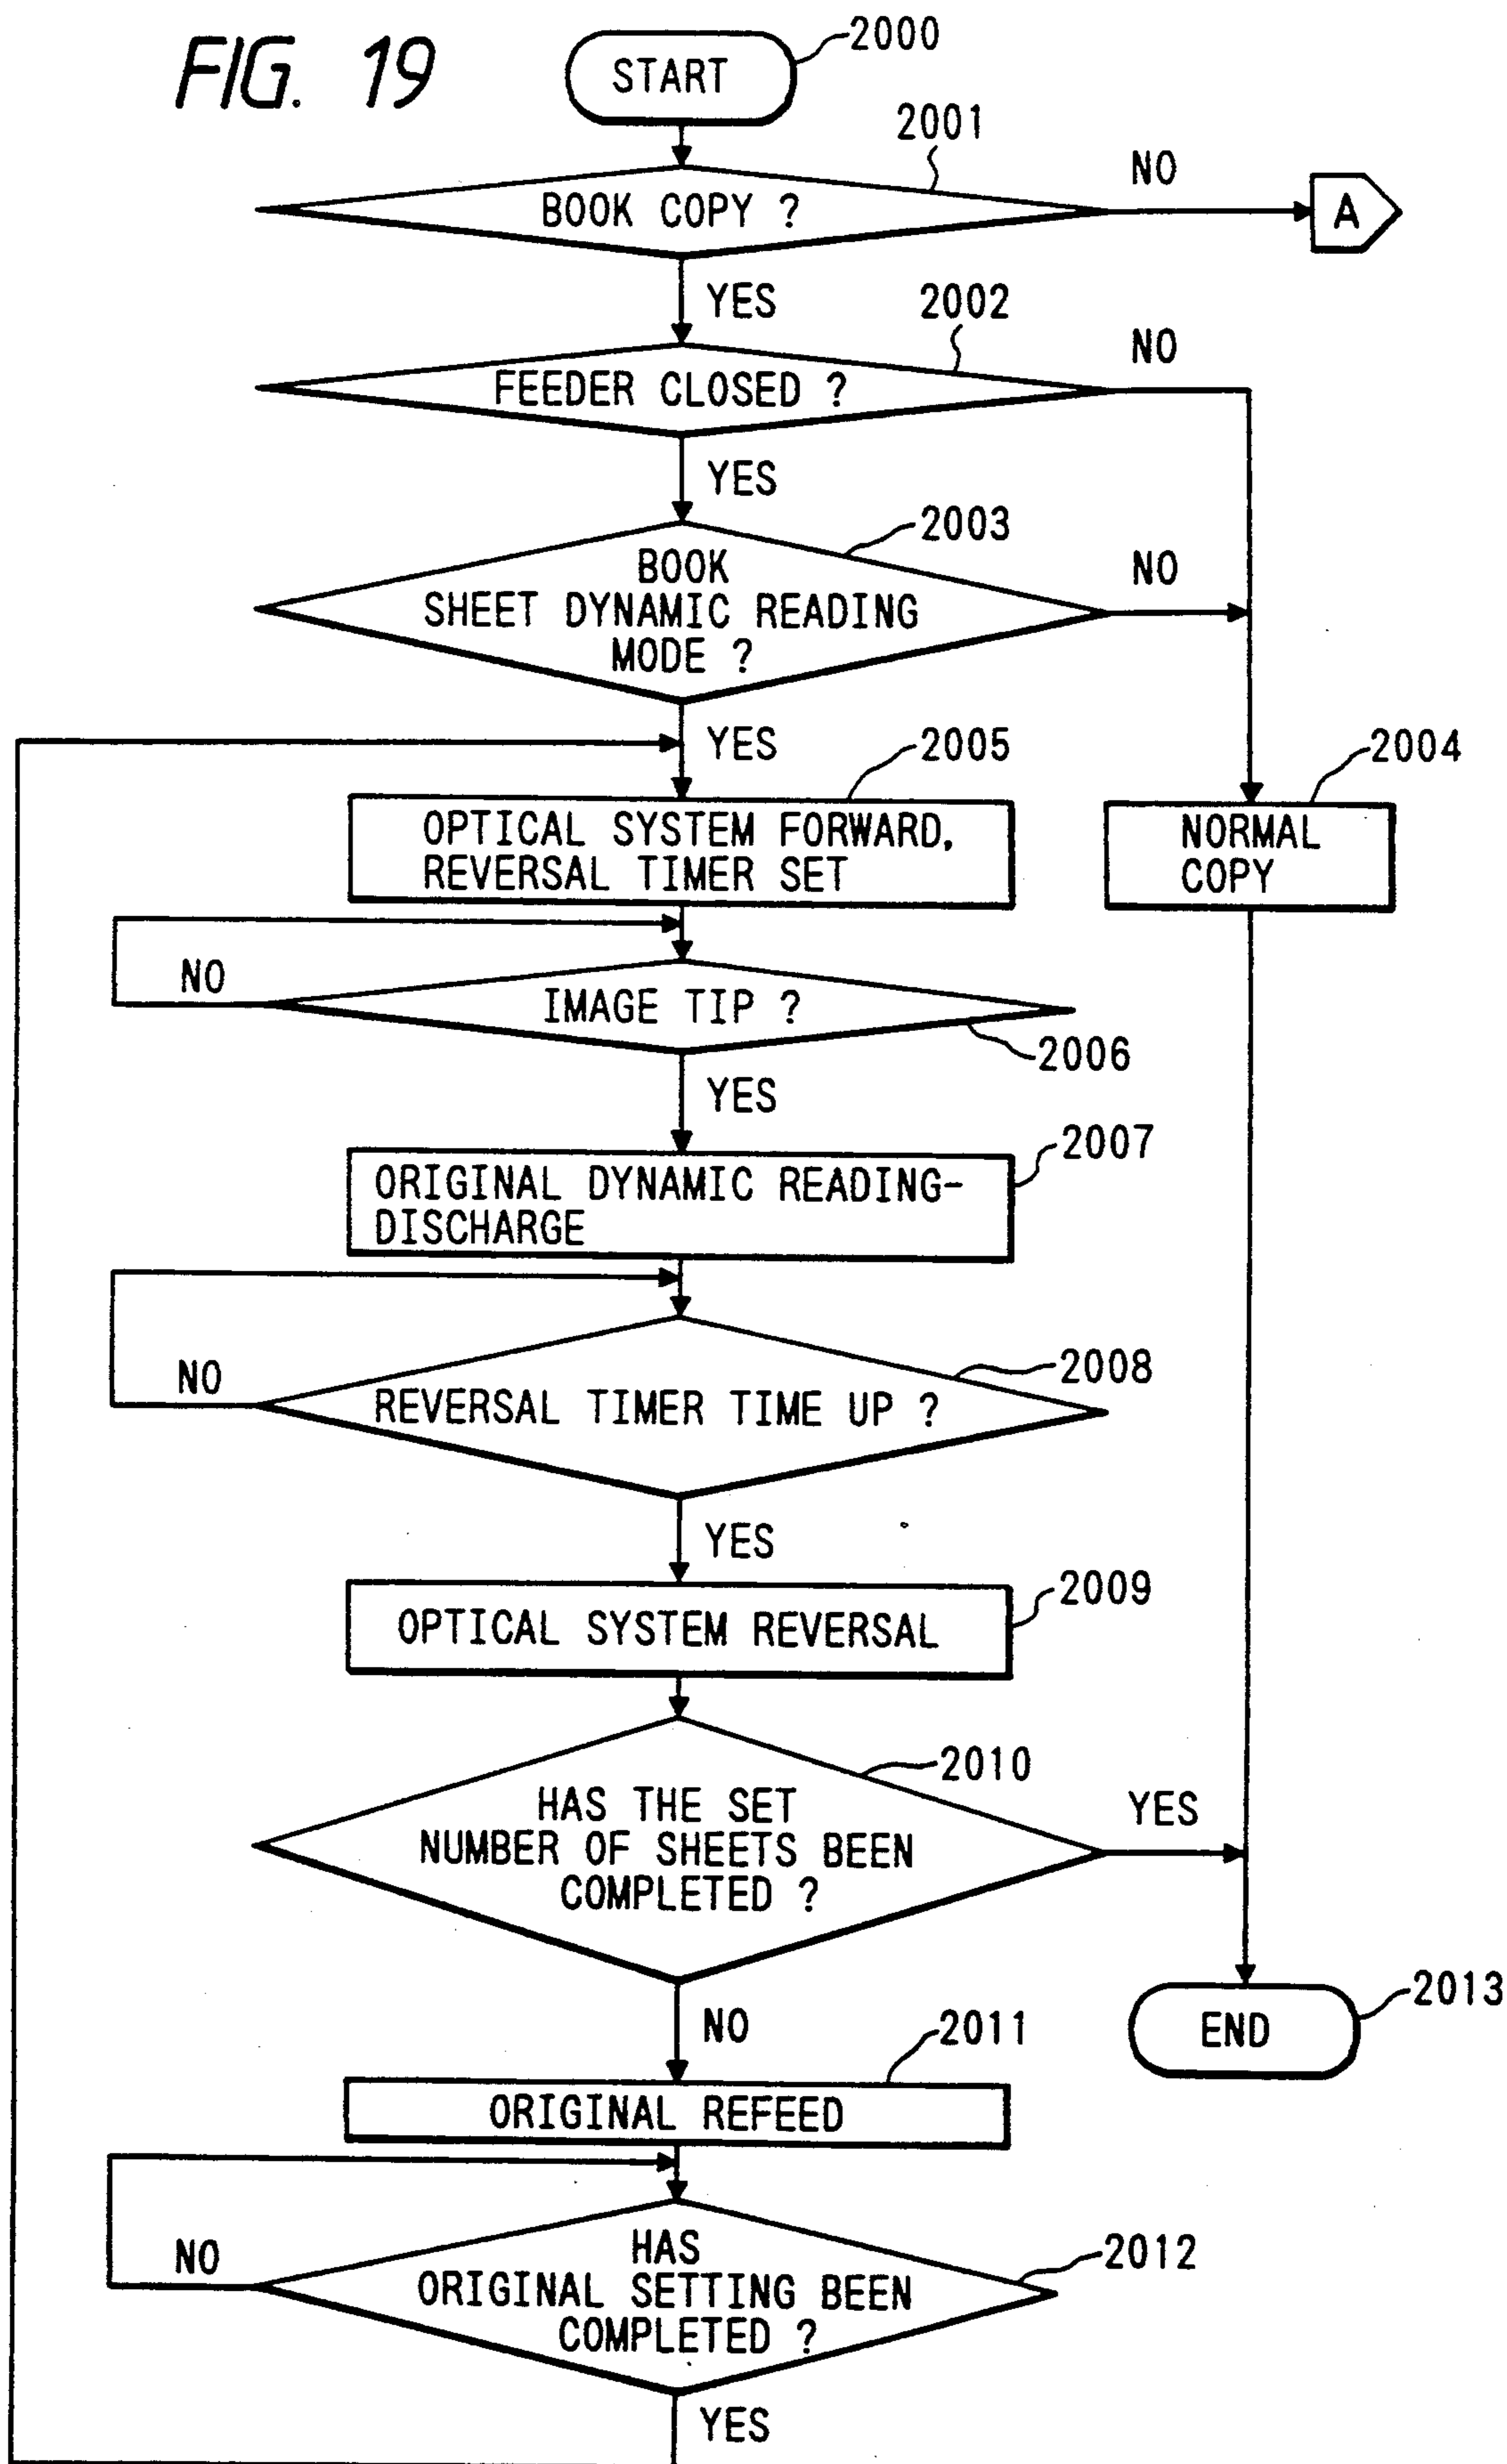 FIG. 19
START
2000
2001
BOOK COPY ?
NO
A
YES
2002
FEEDER CLOSED ?
NO
YES
2003
BOOK
SHEET DYNAMIC READING
MODE ?
NO
YES
2005
OPTICAL SYSTEM FORWARD,
REVERSAL TIMER SET
2004
NORMAL
COPY
NO
IMAGE TIP ?
2006
YES
2007
ORIGINAL DYNAMIC READING-
DISCHARGE
NO
2008
REVERSAL TIMER TIME UP ?
YES
2009
OPTICAL SYSTEM REVERSAL
2010
HAS THE SET
NUMBER OF SHEETS BEEN
COMPLETED ?
YES
NO
2013
END
2011
ORIGINAL REFEED
NO
2012
HAS
ORIGINAL SETTING BEEN
COMPLETED ?
YES